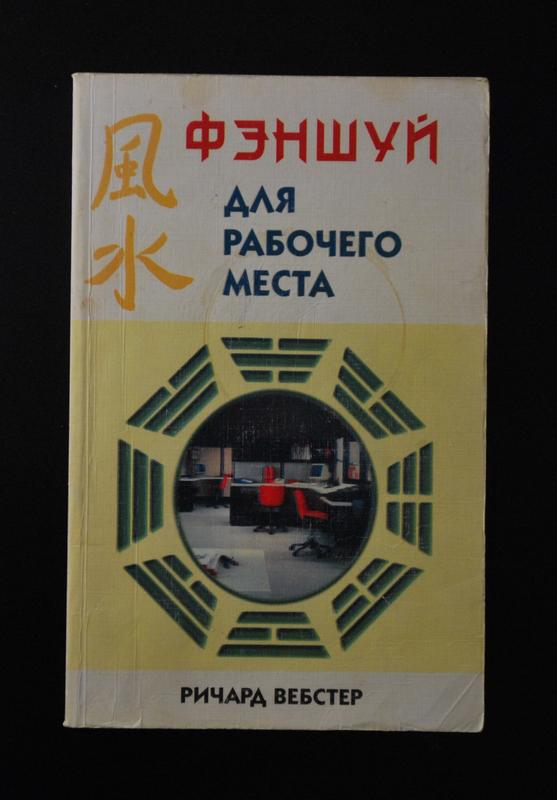 風水
ФЭНШУЙ
ДЛЯ
РАБОЧЕГО
МЕСТА
РИЧАРД ВЕБСТЕР